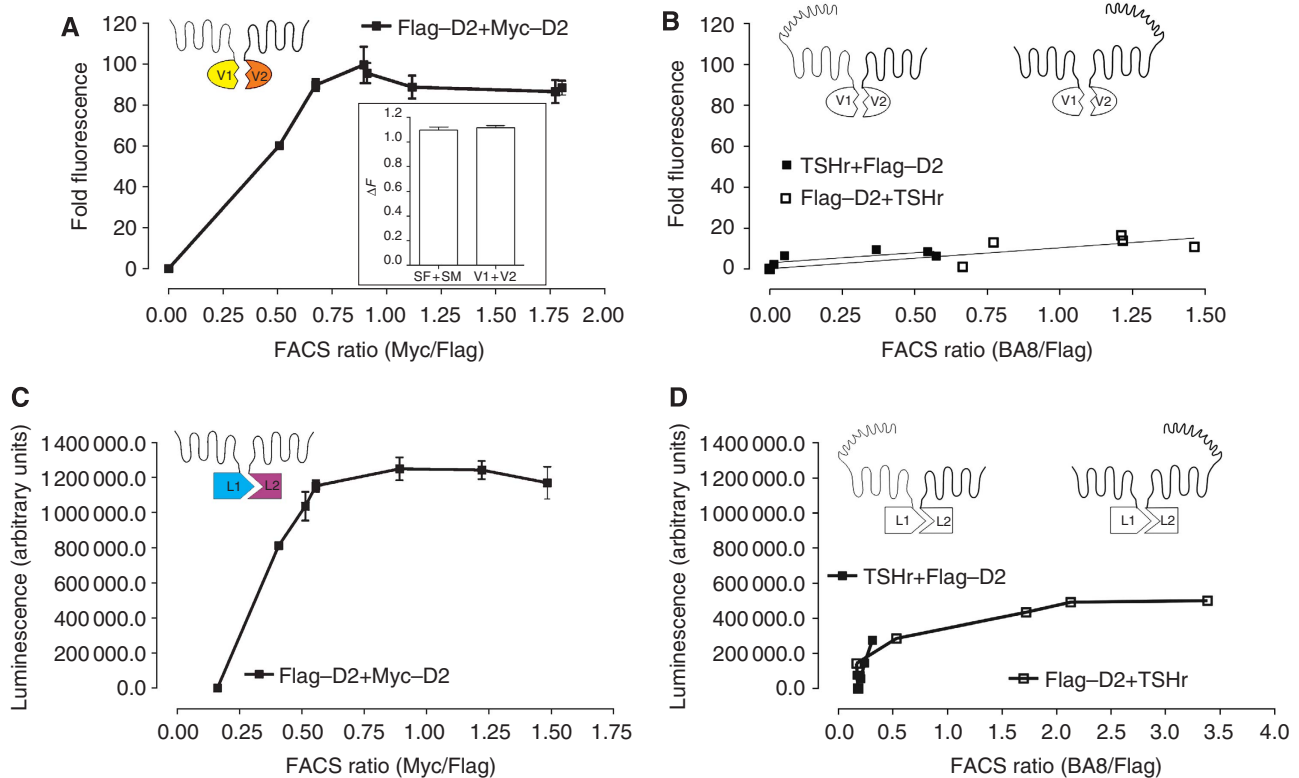 A
Fold fluorescence
120
100
80
60
40
20
0
V1 V2
Flag–D2+Myc–D2
ΔF
1.2
1.0
0.8
0.6
0.4
0.2
0.0
SF+SM V1+V2
0.00 0.25 0.50 0.75 1.00 1.25 1.50 1.75 2.00
FACS ratio (Myc/Flag)
B
Fold fluorescence
120
100
80
60
40
20
0
V1 V2 V1 V2
TSHr+Flag–D2
Flag–D2+TSHr
0.00 0.25 0.50 0.75 1.00 1.25 1.50
FACS ratio (BA8/Flag)
C
Luminescence (arbitrary units)
1400 000.0
1200 000.0
1000 000.0
800 000.0
600 000.0
400 000.0
200 000.0
0.0
L1 L2
Flag–D2+Myc–D2
0.00 0.25 0.50 0.75 1.00 1.25 1.50 1.75
FACS ratio (Myc/Flag)
D
Luminescence (arbitrary units)
1400 000.0
1200 000.0
1000 000.0
800 000.0
600 000.0
400 000.0
200 000.0
0.0
L1 L2 L1 L2
TSHr+Flag–D2
Flag–D2+TSHr
0.0 0.5 1.0 1.5 2.0 2.5 3.0 3.5 4.0
FACS ratio (BA8/Flag)